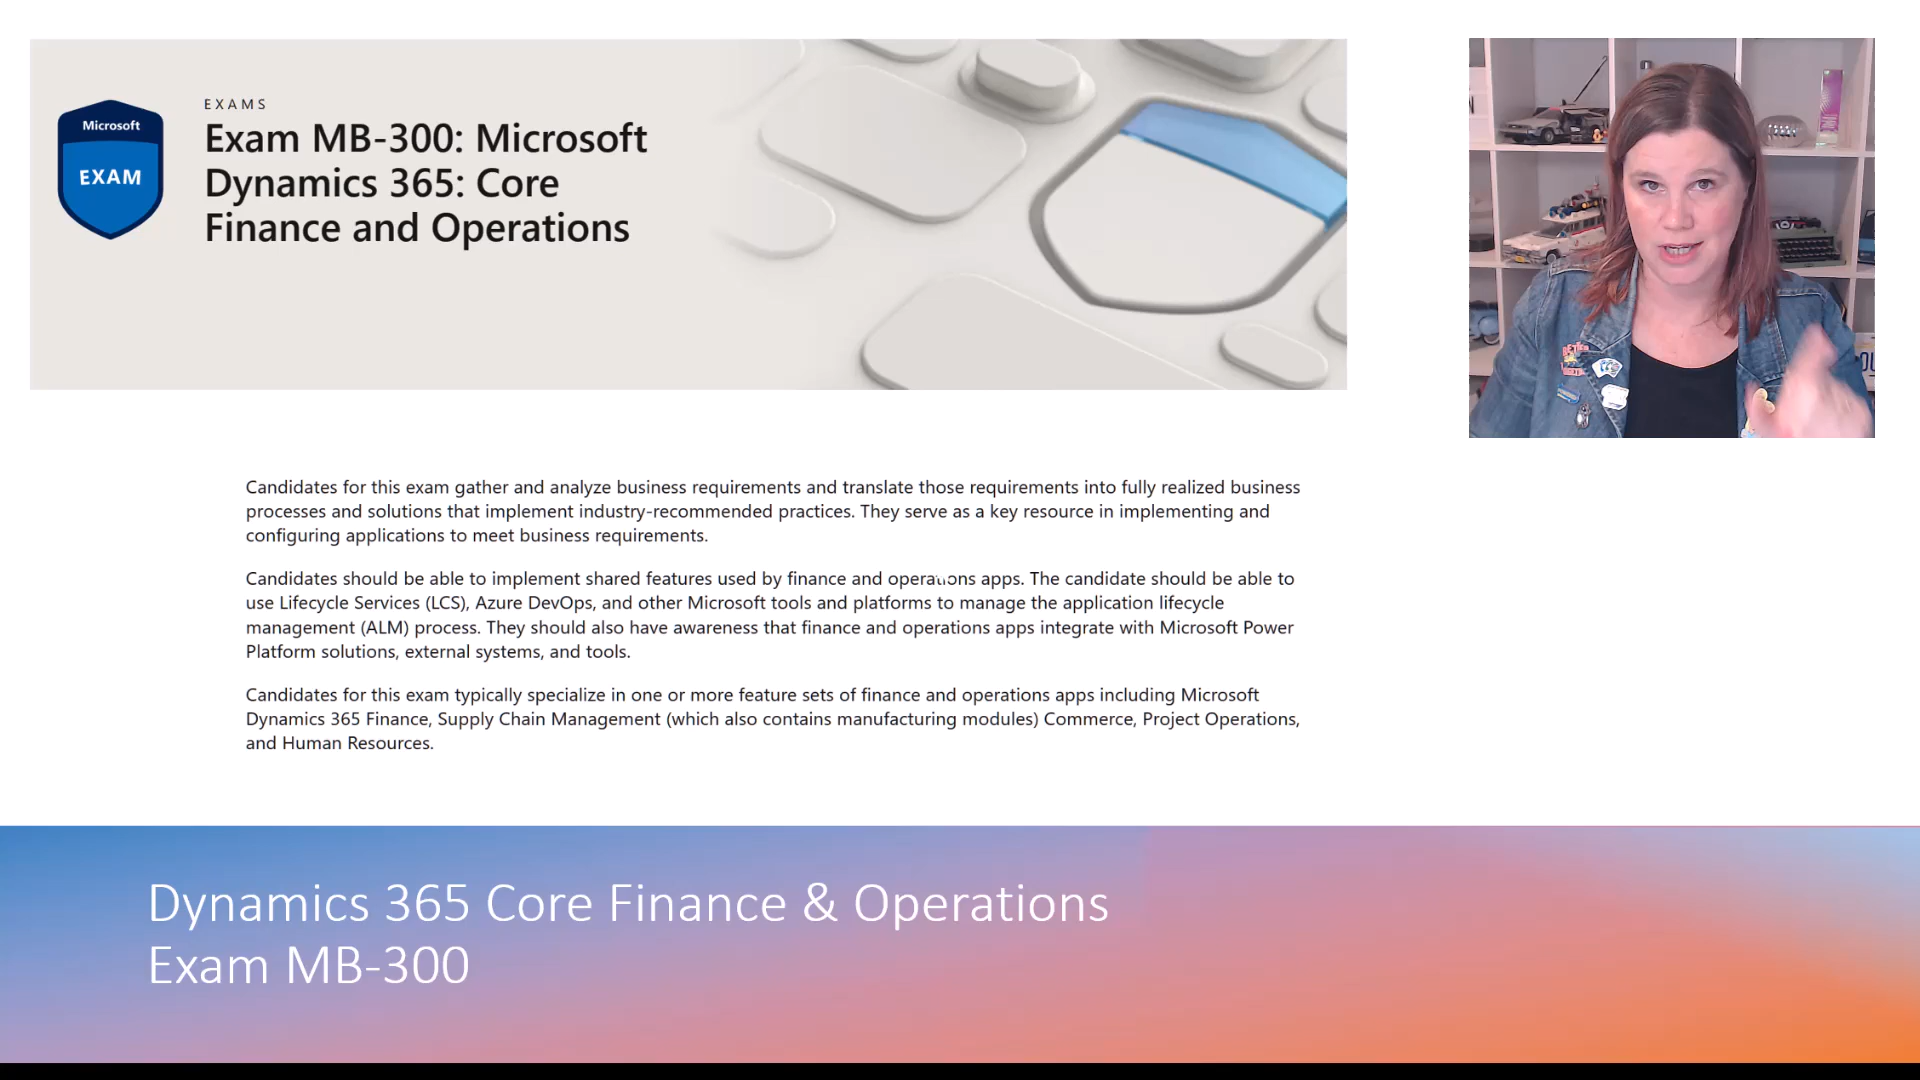 Microsoft
EXAM
EXAMS
Exam MB-300: Microsoft
Dynamics 365: Core
Finance and Operations
Candidates for this exam gather and analyze business requirements and translate those requirements into fully realized business
processes and solutions that implement industry-recommended practices. They serve as a key resource in implementing and
configuring applications to meet business requirements.
Candidates should be able to implement shared features used by finance and operations apps. The candidate should be able to
use Lifecycle Services (LCS), Azure DevOps, and other Microsoft tools and platforms to manage the application lifecycle
management (ALM) process. They should also have awareness that finance and operations apps integrate with Microsoft Power
Platform solutions, external systems, and tools.
Candidates for this exam typically specialize in one or more feature sets of finance and operations apps including Microsoft
Dynamics 365 Finance, Supply Chain Management (which also contains manufacturing modules) Commerce, Project Operations,
and Human Resources.
Dynamics 365 Core Finance & Operations
Exam MB-300